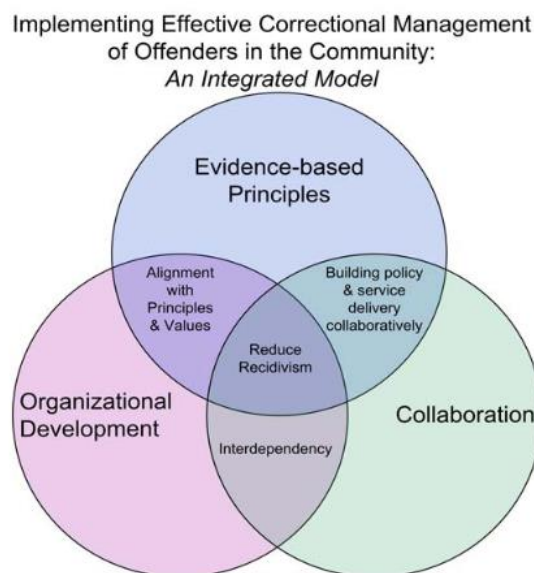 Implementing Effective Correctional Management
of Offenders in the Community:
An Integrated Model
Evidence-based
Principles
Alignment
with
Principles
& Values
Building policy
& service
delivery
collaboratively
Reduce
Recidivism
Organizational
Development
Collaboration
Interdependency